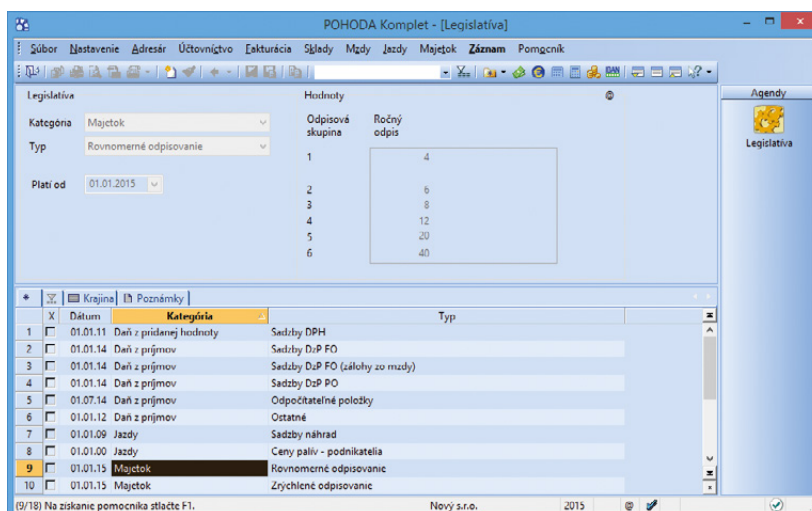 POHODA Komplet - [Legislatíva]
Súbor Nastavenie Adresár Účtovníctvo Fakturácia Sklady Mzdy Jazdy Majetok Záznam Pomocník
Legislatíva
Kategória Majetok
Typ Rovnomerné odpisovanie
Platí od 01.01.2015
Hodnoty
Odpisová skupina Ročný odpis
1 4
2 6
3 8
4 12
5 20
6 40
Agendy
Legislatíva
* Krajina Poznámky
X Dátum Kategória Typ
1 01.01.11 Daň z pridanej hodnoty Sadzby DPH
2 01.01.14 Daň z príjmov Sadzby DzP FO
3 01.01.14 Daň z príjmov Sadzby DzP FO (zálohy zo mzdy)
4 01.01.14 Daň z príjmov Sadzby DzP PO
5 01.07.14 Daň z príjmov Odpočítateľné položky
6 01.01.12 Daň z príjmov Ostatné
7 01.01.09 Jazdy Sadzby náhrad
8 01.01.00 Jazdy Ceny palív - podnikatelia
9 01.01.15 Majetok Rovnomerné odpisovanie
10 01.01.15 Majetok Zrýchlené odpisovanie
(9/18) Na získanie pomocníka stlačte F1. Nový s.r.o. 2015 @